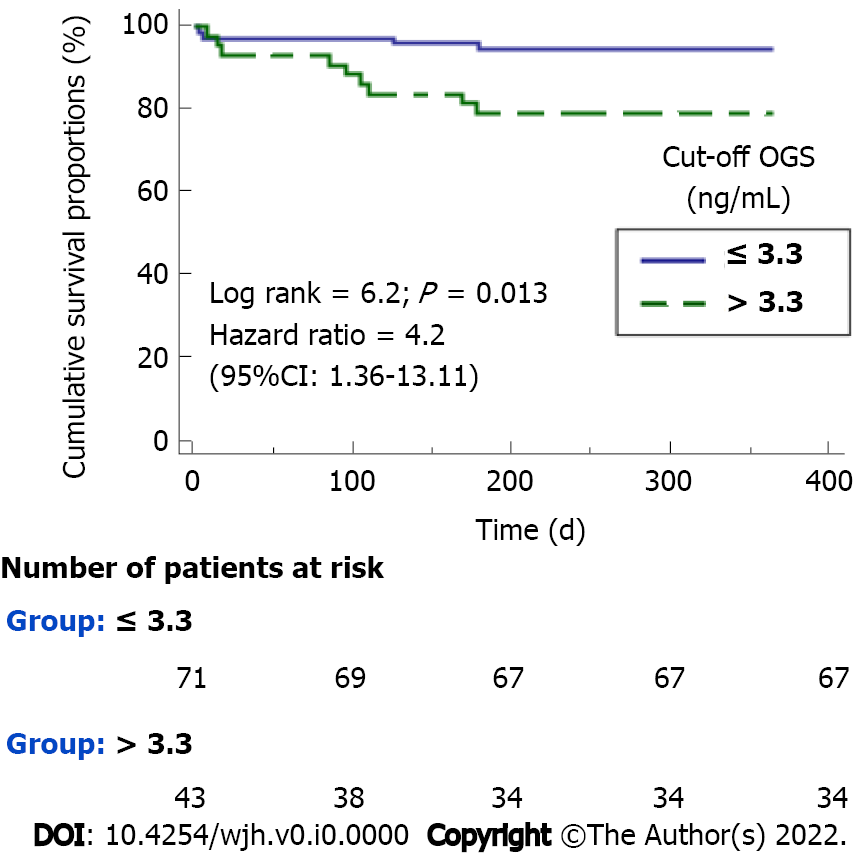 Cumulative survival proportions (%)
100
80
60
40
20
0
Cut-off OGS
(ng/mL)
≤ 3.3
> 3.3
Log rank = 6.2; P = 0.013
Hazard ratio = 4.2
(95%CI: 1.36-13.11)
0 100 200 300 400
Time (d)
Number of patients at risk
Group: ≤ 3.3
71 69 67 67 67
Group: > 3.3
43 38 34 34 34
DOI: 10.4254/wjh.v0.i0.0000 Copyright ©The Author(s) 2022.